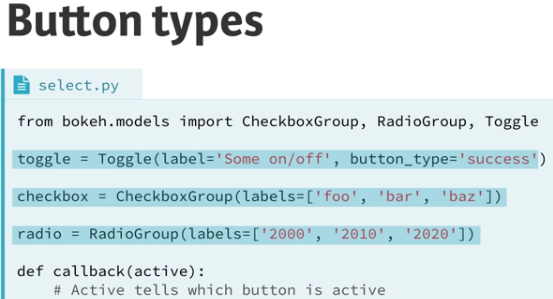 Button types
select.py
from bokeh.models import CheckboxGroup, RadioGroup, Toggle
toggle = Toggle(label='Some on/off', button_type='success')
checkbox = CheckboxGroup(labels=['foo', 'bar', 'baz'])
radio = RadioGroup(labels=['2000', '2010', '2020'])
def callback(active):
    # Active tells which button is active